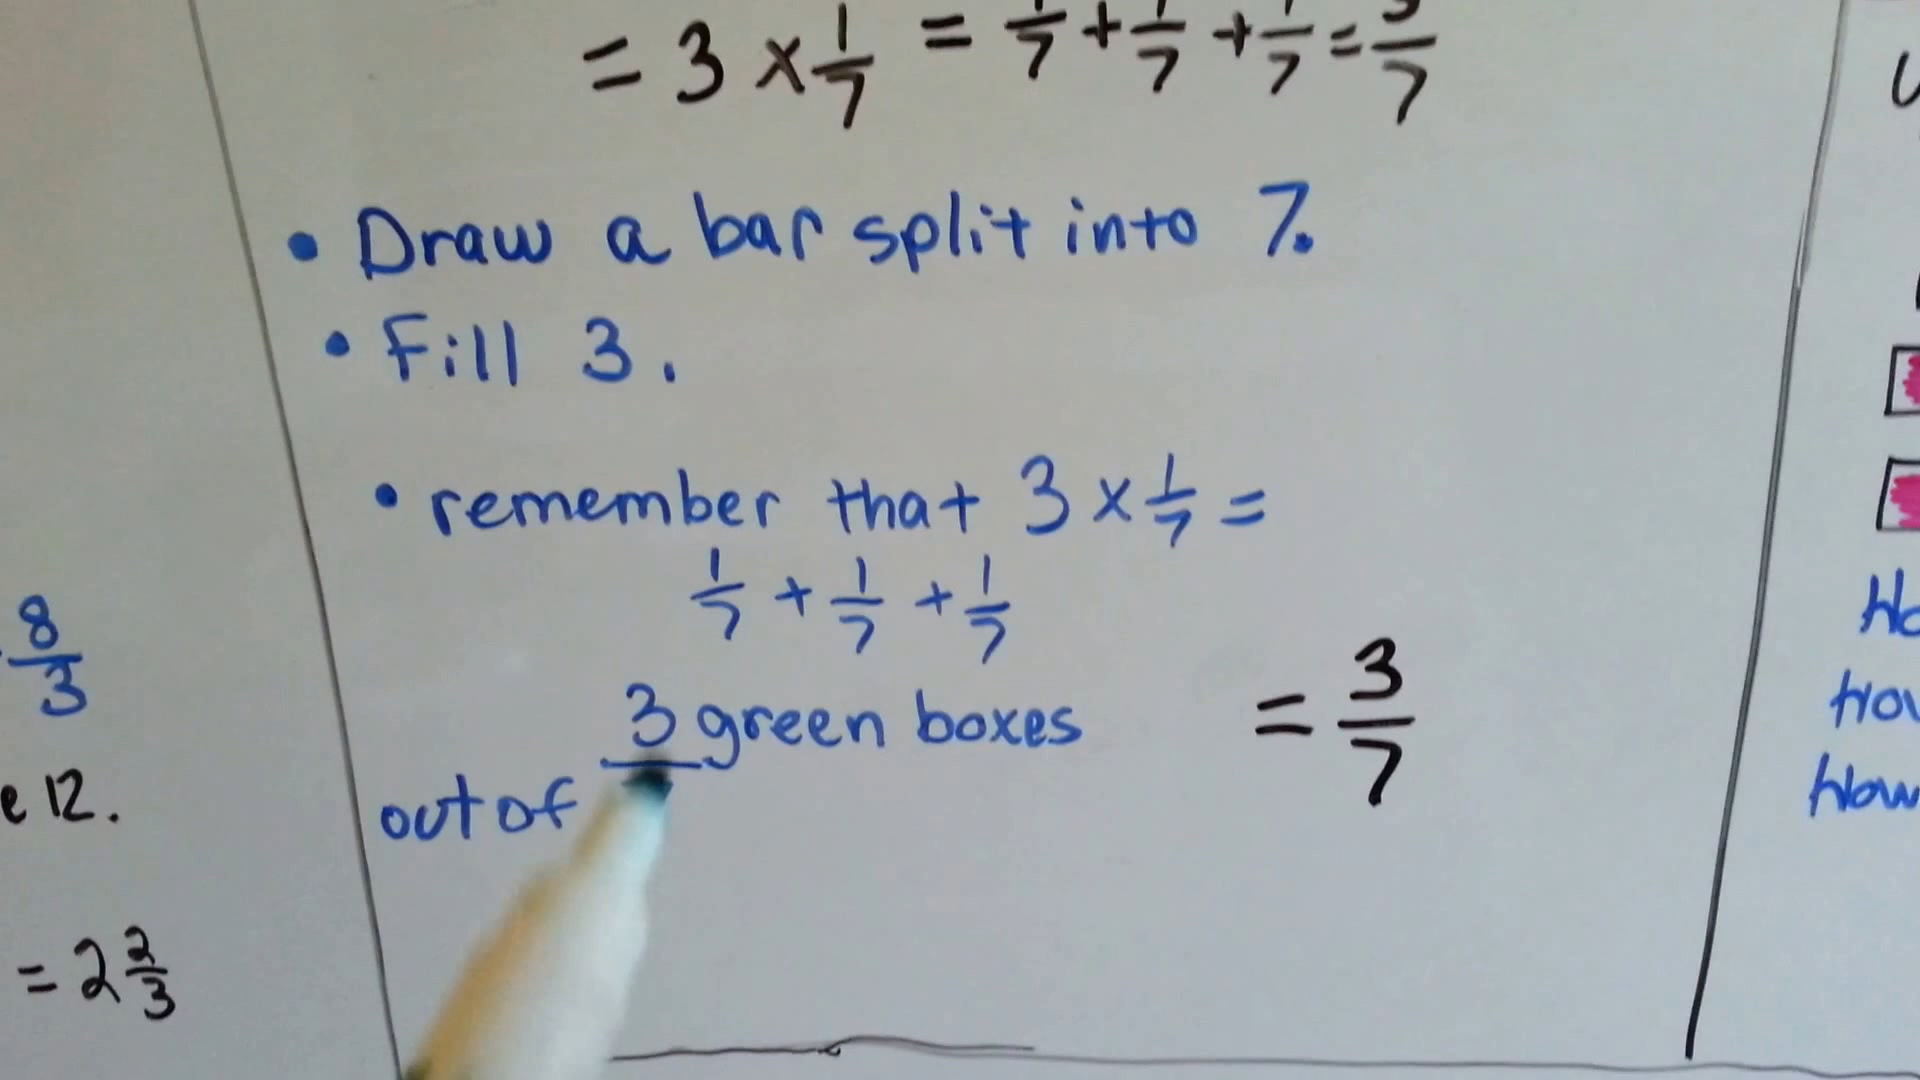 = 3 × 1/7 = 1/7 + 1/7 + 1/7 = 3/7
• Draw a bar split into 7.
• Fill 3.
• remember that 3 × 1/7 =
1/7 + 1/7 + 1/7
3 green boxes
out of
= 3/7
8/3
e 12.
= 2 2/3
How